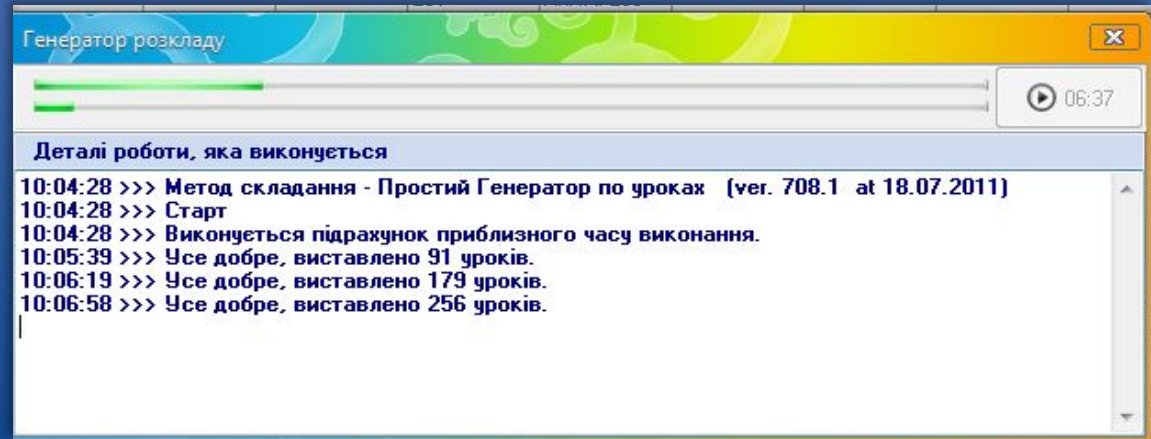 Генератор розкладу
06:37
Деталі роботи, яка виконується
10:04:28 >>> Метод складання - Простий Генератор по уроках (ver. 708.1 at 18.07.2011)
10:04:28 >>> Старт
10:04:28 >>> Виконується підрахунок приблизного часу виконання.
10:05:39 >>> Усе добре, виставлено 91 уроків.
10:06:19 >>> Усе добре, виставлено 179 уроків.
10:06:58 >>> Усе добре, виставлено 256 уроків.